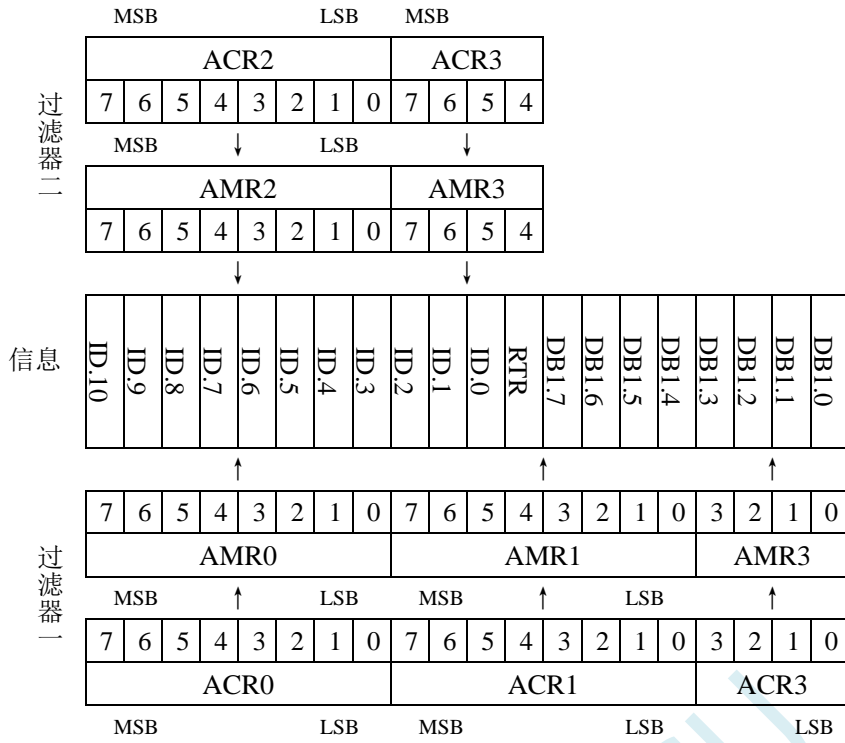 MSB LSB MSB
ACR2 ACR3
7 6 5 4 3 2 1 0 7 6 5 4
过滤器二
MSB LSB
AMR2 AMR3
7 6 5 4 3 2 1 0 7 6 5 4
信息
ID.10 ID.9 ID.8 ID.7 ID.6 ID.5 ID.4 ID.3 ID.2 ID.1 ID.0 RTR DB1.7 DB1.6 DB1.5 DB1.4 DB1.3 DB1.2 DB1.1 DB1.0
7 6 5 4 3 2 1 0 7 6 5 4 3 2 1 0 3 2 1 0
AMR0 AMR1 AMR3
过滤器一
MSB LSB MSB LSB
7 6 5 4 3 2 1 0 7 6 5 4 3 2 1 0 3 2 1 0
ACR0 ACR1 ACR3
MSB LSB MSB LSB LSB